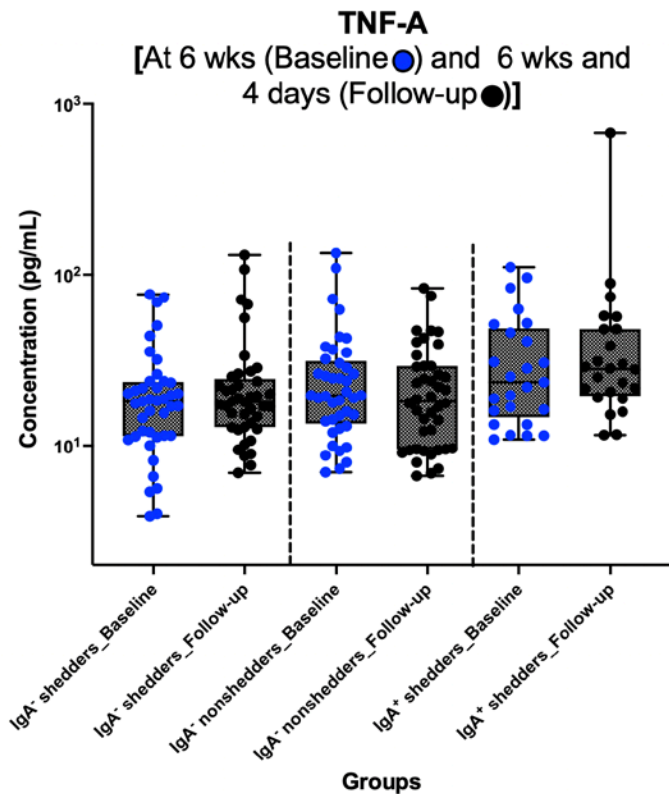 TNF-A
[At 6 wks (Baseline) and 6 wks and
4 days (Follow-up)]
Concentration (pg/mL)
10³
10²
10¹
IgA⁻ shedders_Baseline
IgA⁻ shedders_Follow-up
IgA⁻ nonshedders_Baseline
IgA⁻ nonshedders_Follow-up
IgA⁺ shedders_Baseline
IgA⁺ shedders_Follow-up
Groups